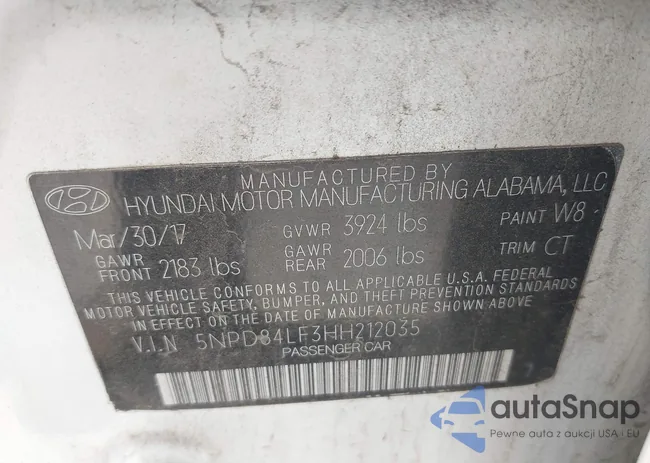 MANUFACTURED BY
HYUNDAI MOTOR MANUFACTURING ALABAMA, LLC
Mar/30/17 GVWR 3924 lbs PAINT W8
GAWR FRONT 2183 lbs GAWR REAR 2006 lbs TRIM CT
THIS VEHICLE CONFORMS TO ALL APPLICABLE U.S.A. FEDERAL
MOTOR VEHICLE SAFETY, BUMPER, AND THEFT PREVENTION STANDARDS
IN EFFECT ON THE DATE OF MANUFACTURE SHOWN ABOVE
V.I.N 5NPD84LF3HH212035
PASSENGER CAR
autaSnap
Pewne auta z aukcji USA i EU